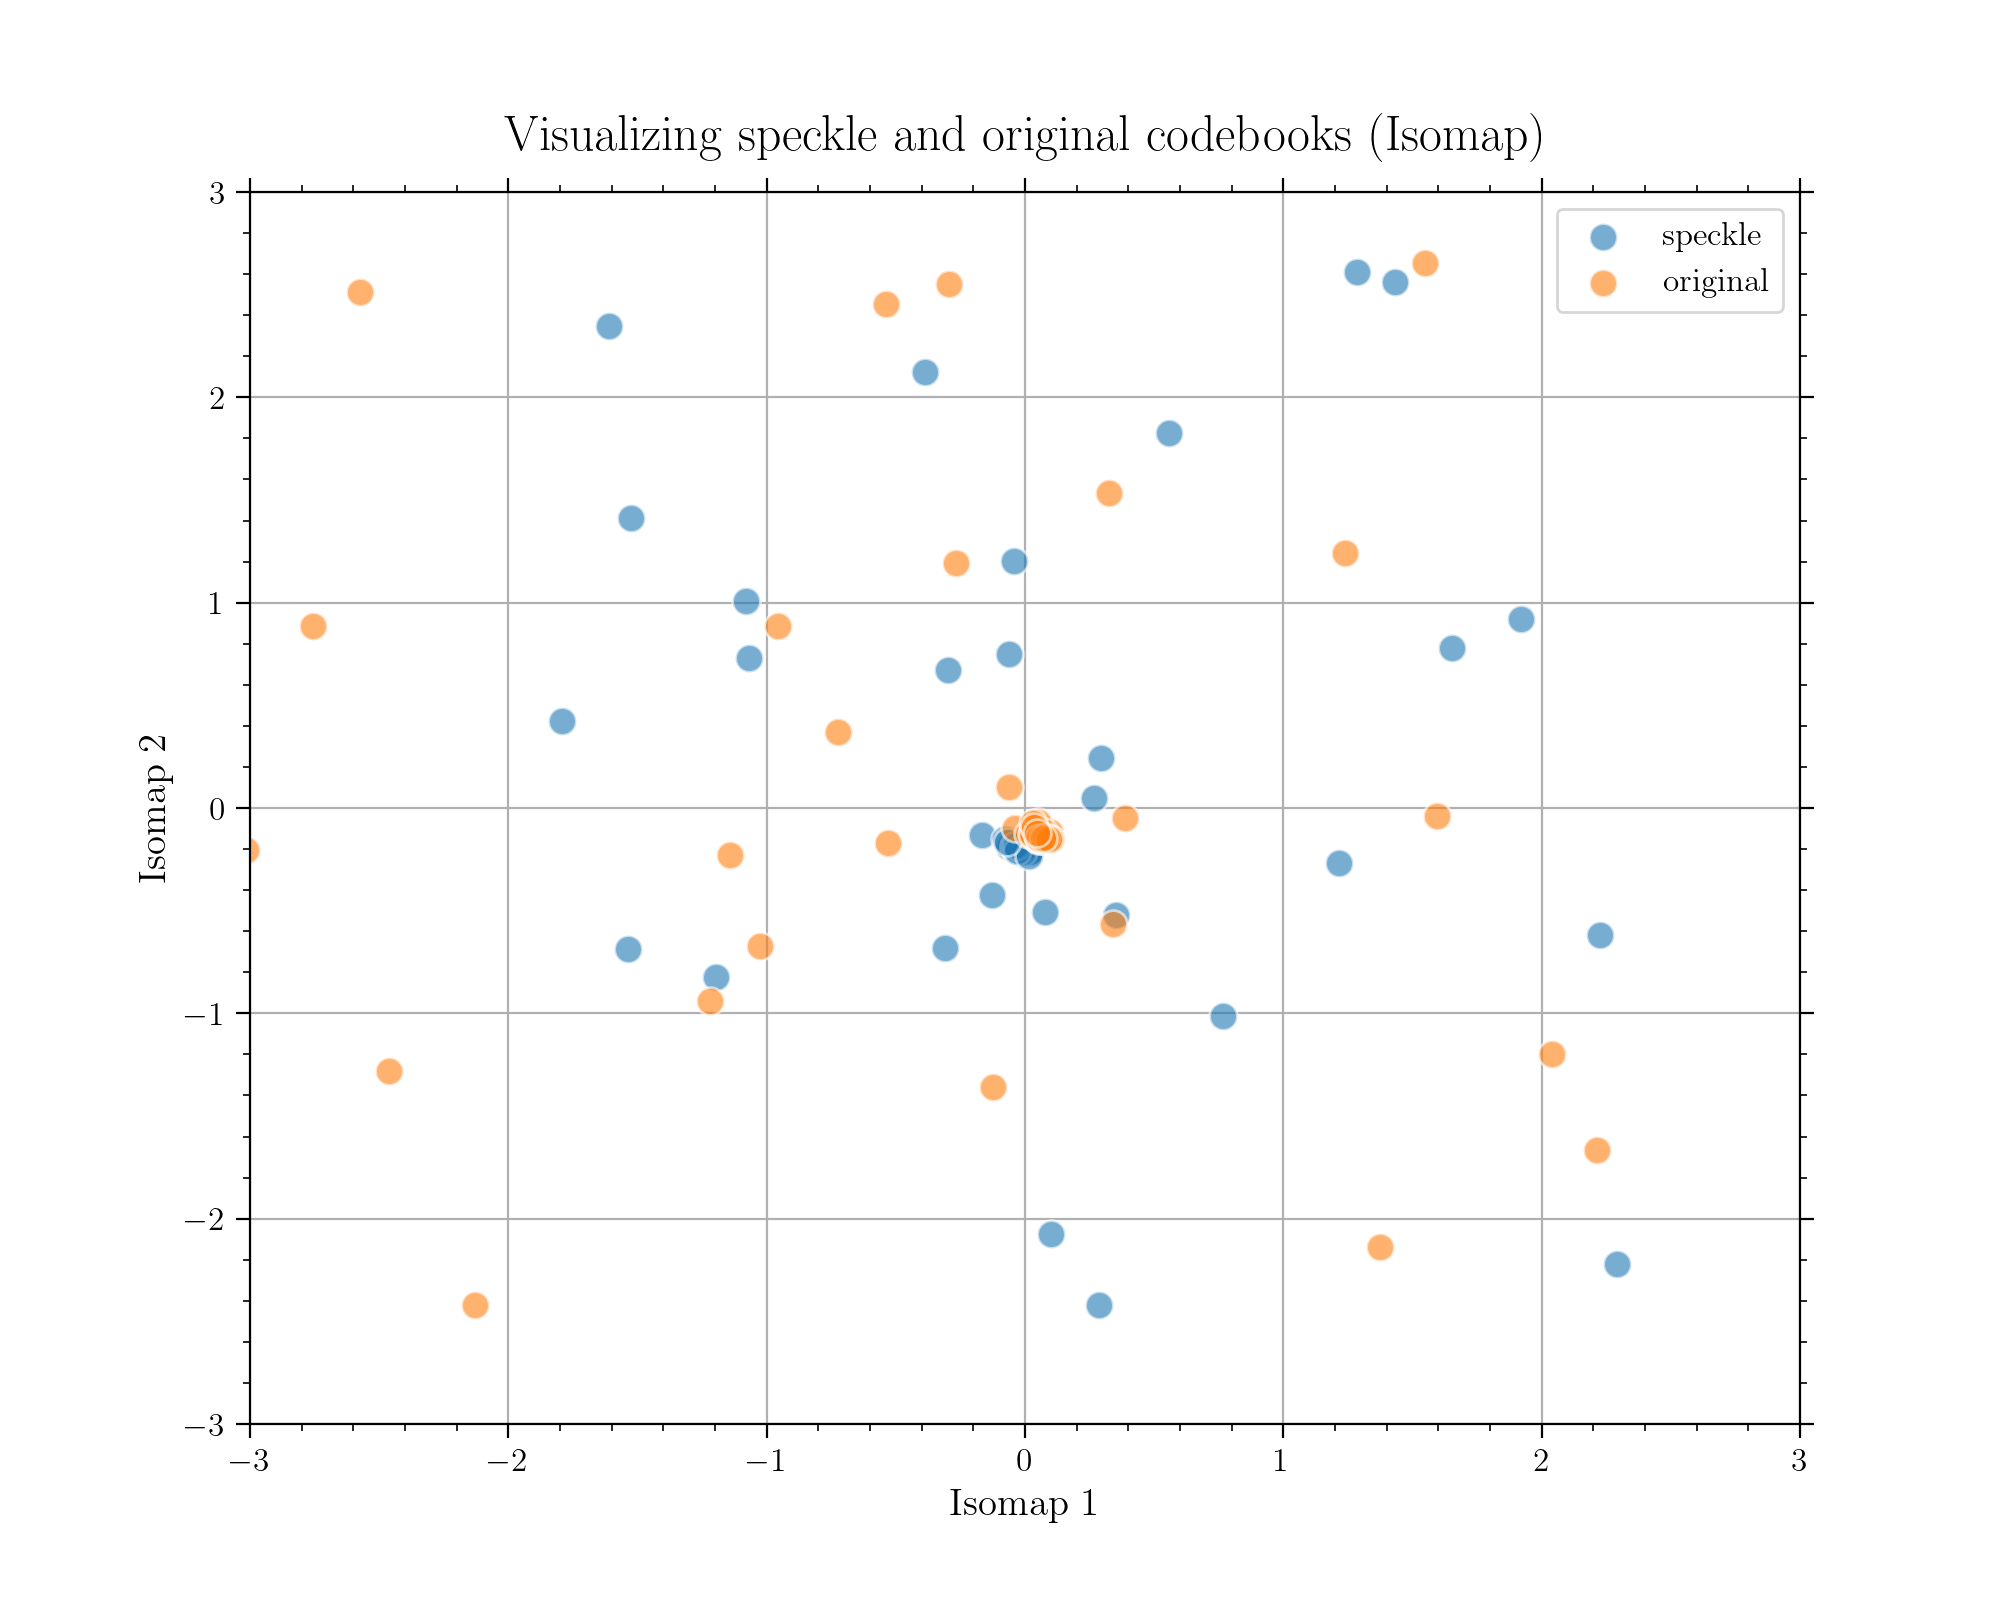 Visualizing speckle and original codebooks (Isomap)
speckle
original
3
2
1
0
−1
−2
−3
Isomap 2
−3
−2
−1
0
1
2
3
Isomap 1